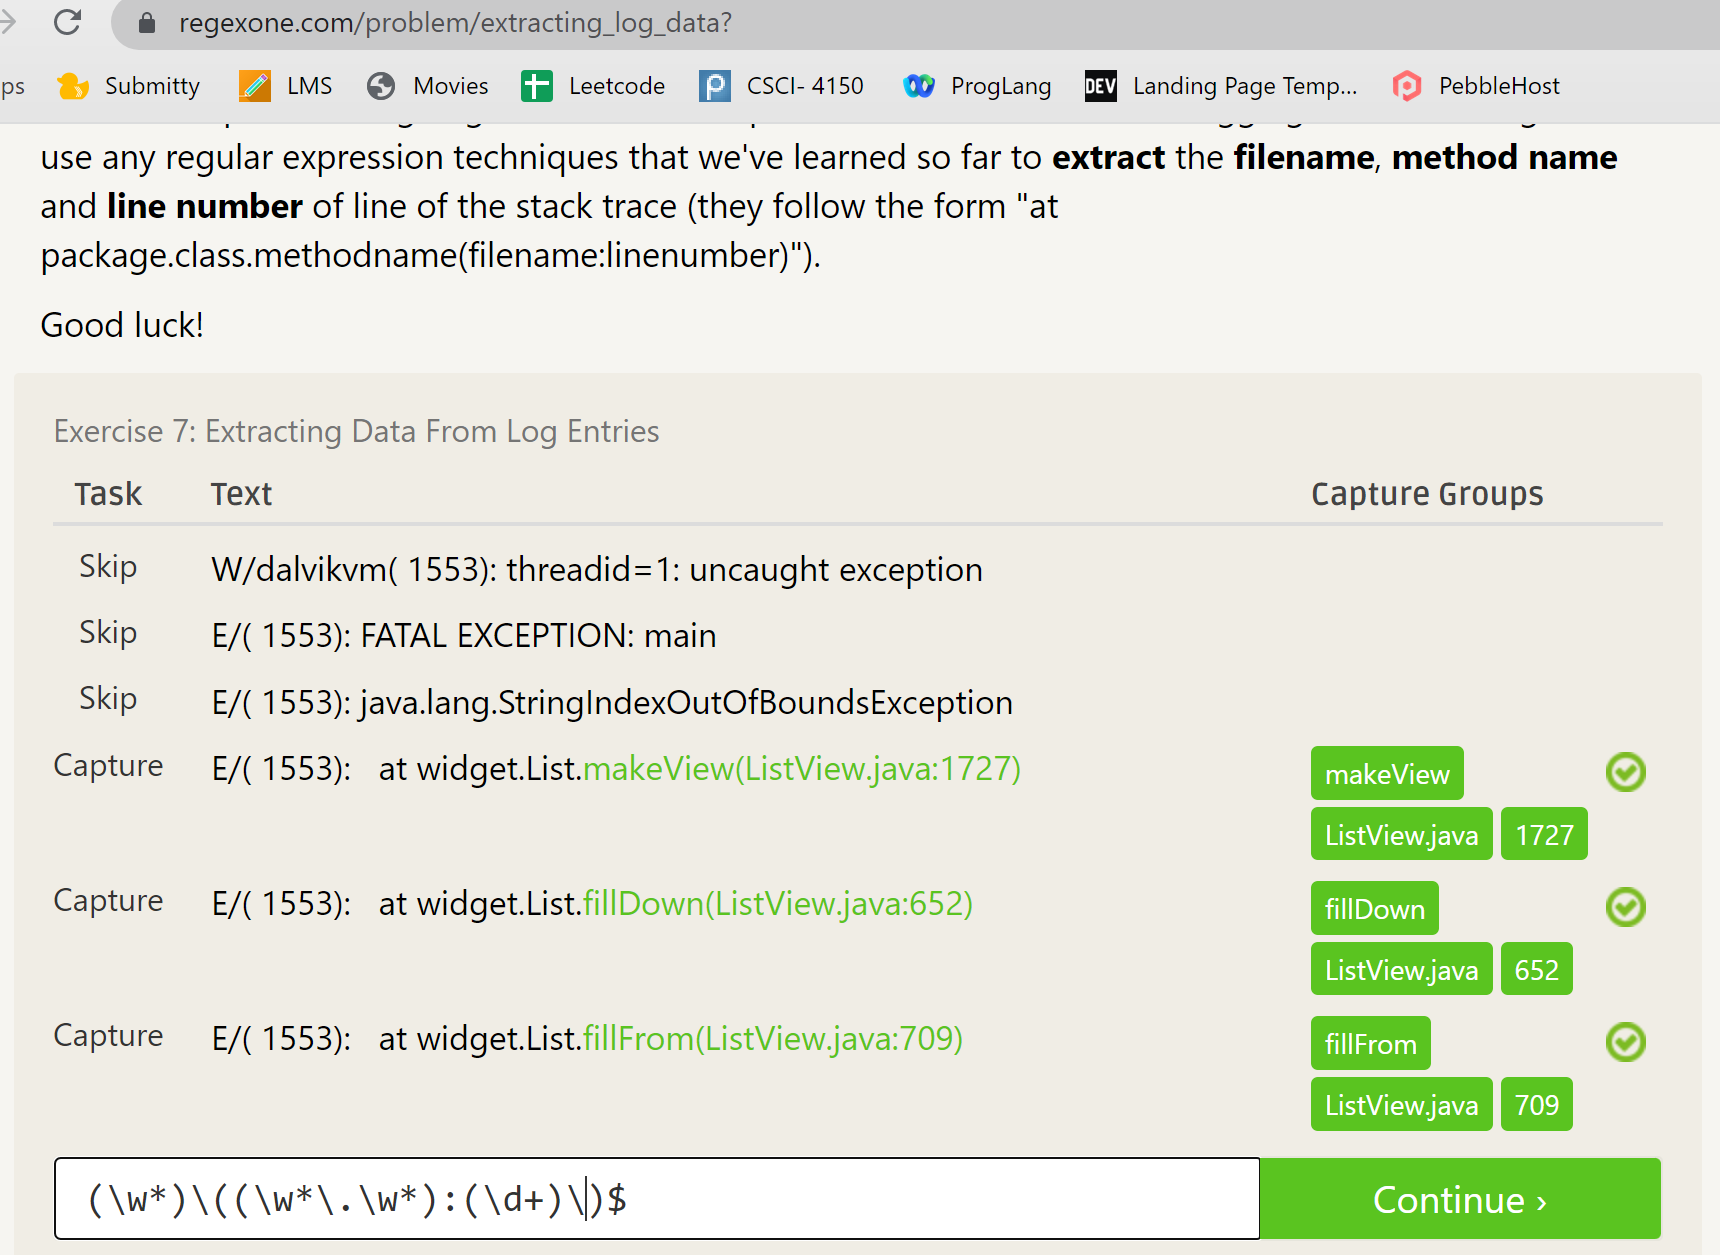 regexone.com/problem/extracting_log_data?
ps Submitty LMS Movies Leetcode CSCI- 4150 ProgLang DEV Landing Page Temp... PebbleHost
use any regular expression techniques that we've learned so far to extract the filename, method name
and line number of line of the stack trace (they follow the form "at
package.class.methodname(filename:linenumber)").
Good luck!
Exercise 7: Extracting Data From Log Entries
Task Text Capture Groups
Skip W/dalvikvm( 1553): threadid=1: uncaught exception
Skip E/( 1553): FATAL EXCEPTION: main
Skip E/( 1553): java.lang.StringIndexOutOfBoundsException
Capture E/( 1553):   at widget.List.makeView(ListView.java:1727) makeView
ListView.java 1727
Capture E/( 1553):   at widget.List.fillDown(ListView.java:652) fillDown
ListView.java 652
Capture E/( 1553):   at widget.List.fillFrom(ListView.java:709) fillFrom
ListView.java 709
(\w*)\((\w*\.\w*):(\d+)\)$ Continue ›